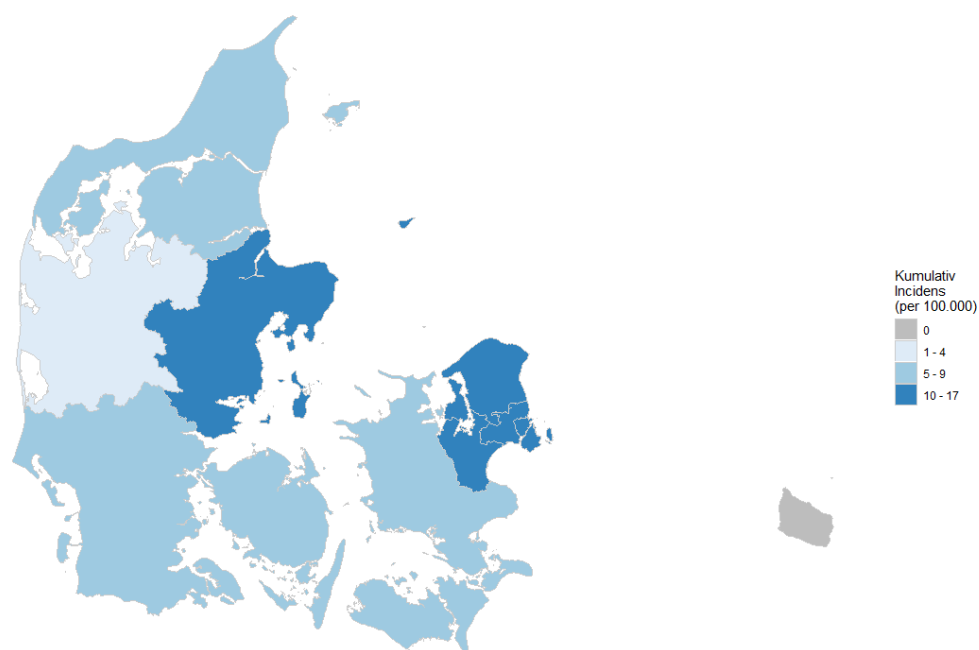 Kumulativ
Incidens
(per 100.000)
0
1 - 4
5 - 9
10 - 17